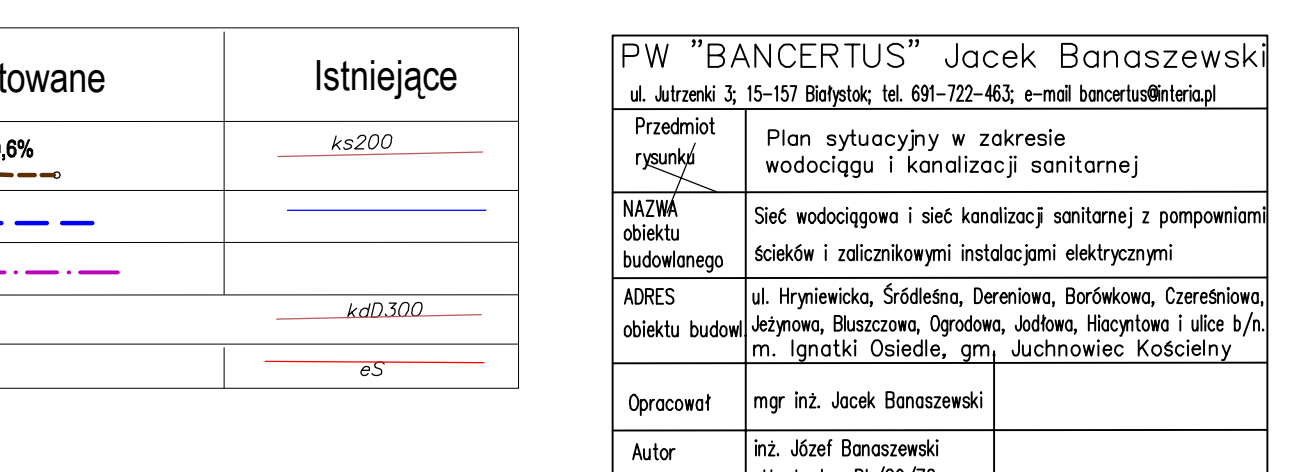 towane
Istniejące
,6%
ks200
kdD300
eS
PW "BANCERTUS" Jacek Banaszewski
ul. Jutrzenki 3; 15-157 Białystok; tel. 691-722-463; e-mail bancertus@interia.pl
Przedmiot
rysunku
Plan sytuacyjny w zakresie
wodociągu i kanalizacji sanitarnej
NAZWA
obiektu
budowlanego
Sieć wodociągowa i sieć kanalizacji sanitarnej z pompowniami
ścieków i zalicznikowymi instalacjami elektrycznymi
ADRES
obiektu budowl.
ul. Hryniewicka, Śródleśna, Dereniowa, Borówkowa, Czereśniowa,
Jeżynowa, Bluszczowa, Ogrodowa, Jodłowa, Hiacyntowa i ulice b/n.
m. Ignatki Osiedle, gm. Juchnowiec Kościelny
Opracował
mgr inż. Jacek Banaszewski
Autor
inż. Józef Banaszewski